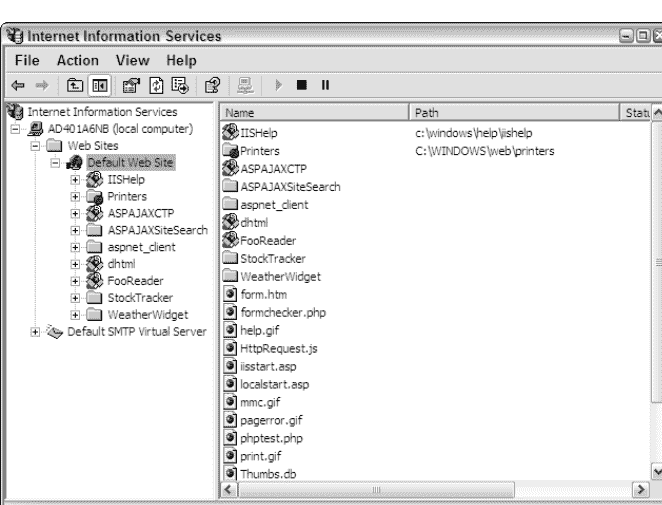 Internet Information Services
File Action View Help
Internet Information Services
AD401A6NB (local computer)
Web Sites
Default Web Site
IISHelp
Printers
ASPAJAXCTP
ASPAJAXSiteSearch
aspnet_client
dhtml
FooReader
StockTracker
WeatherWidget
Default SMTP Virtual Server
Name Path
IISHelp c:\windows\help\iishelp
Printers C:\WINDOWS\web\printers
ASPAJAXCTP
ASPAJAXSiteSearch
aspnet_client
dhtml
FooReader
StockTracker
WeatherWidget
form.htm
formchecker.php
help.gif
HttpRequest.js
iisstart.asp
localstart.asp
mmc.gif
pagerror.gif
phptest.php
print.gif
Thumbs.db